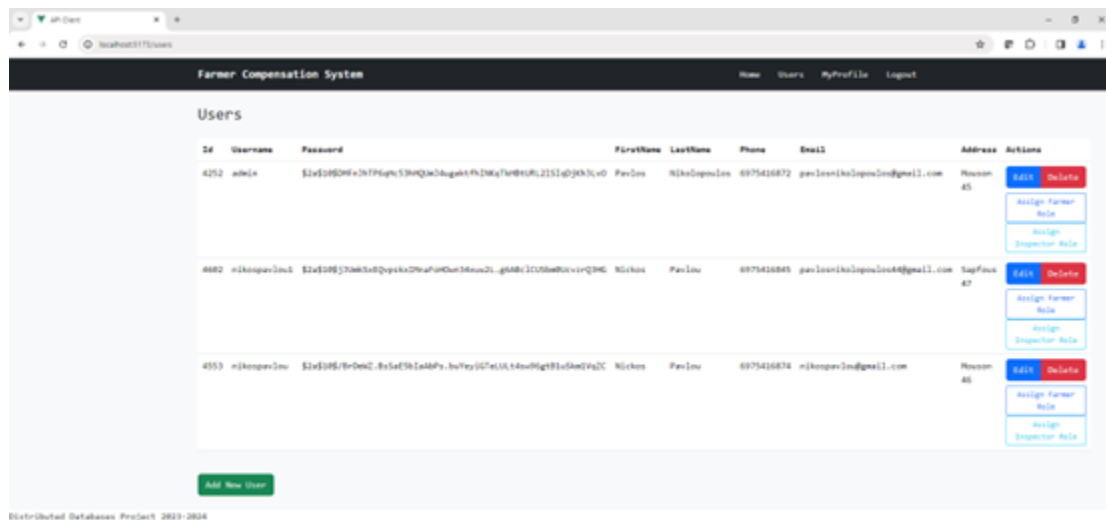 API Client
localhost:5173/users
Farmer Compensation System Home Users MyProfile Logout
Users
Id Username Password FirstName LastName Phone Email Address Actions
4252 admin Pavlos Nikolopoulos 6975416872 pavlosnikolopoulos@gmail.com Mouson Edit Delete
45
Assign Farmer
Role
Assign
Inspector Role
4602 nikospavlou1 Nickos Pavlou 6975416845 pavlosnikolopoulos44@gmail.com Sapfous Edit Delete
47
Assign Farmer
Role
Assign
Inspector Role
4553 nikospavlou Nickos Pavlou 6975416874 nikospavlou@gmail.com Mouson Edit Delete
46
Assign Farmer
Role
Assign
Inspector Role
Add New User
Distributed Databases Project 2023-2024